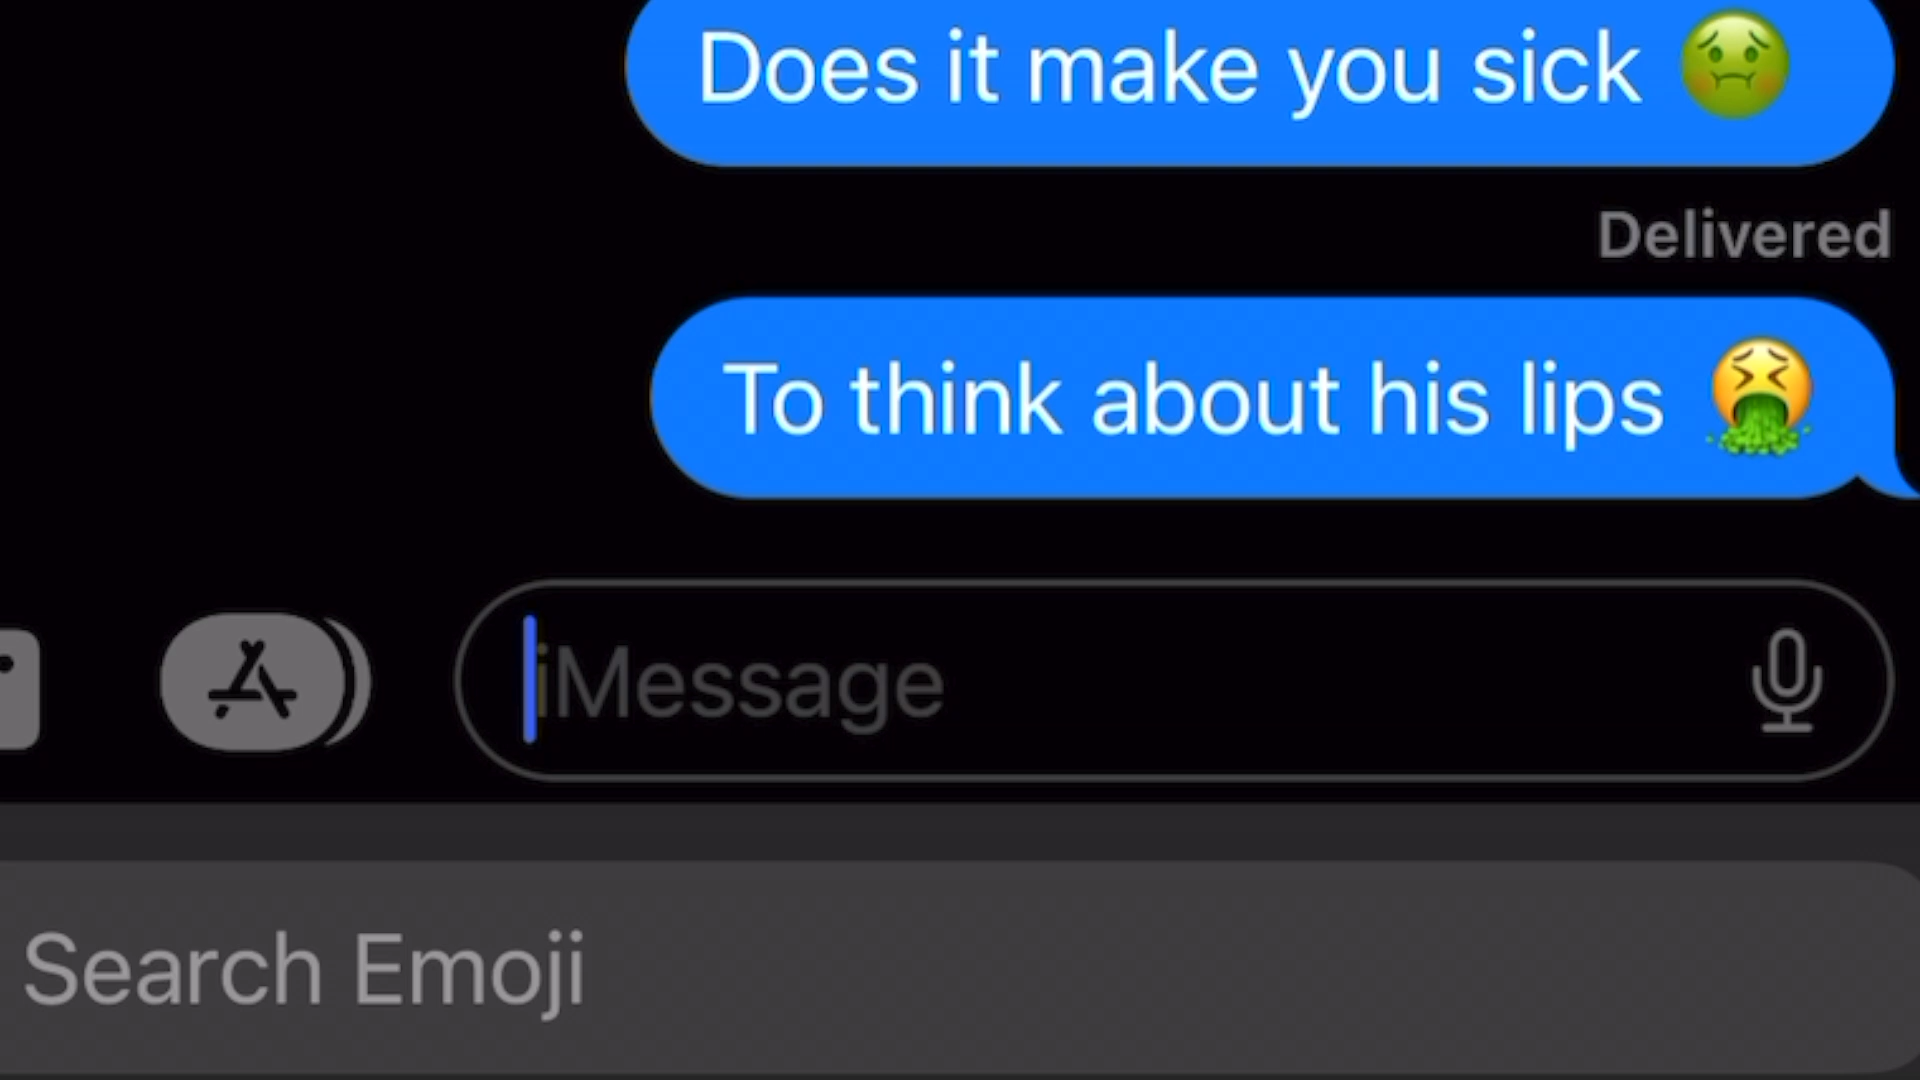 Does it make you sick 🤢
Delivered
To think about his lips 🤮
iMessage
Search Emoji